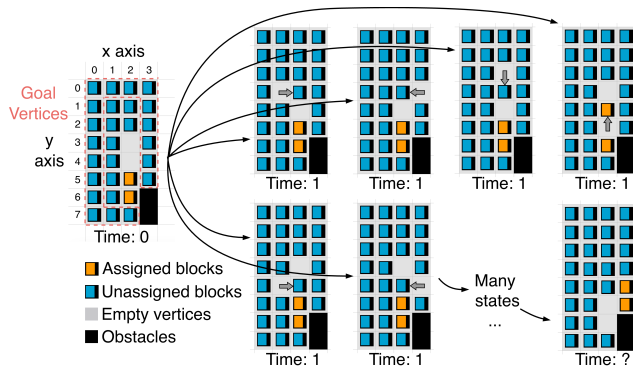 x axis
0 1 2 3
Goal
Vertices
y
axis
0
1
2
3
4
5
6
7
Time: 0
Time: 1
Time: 1
Time: 1
Time: 1
Assigned blocks
Unassigned blocks
Empty vertices
Obstacles
Many
states
...
Time: 1
Time: 1
Time: ?